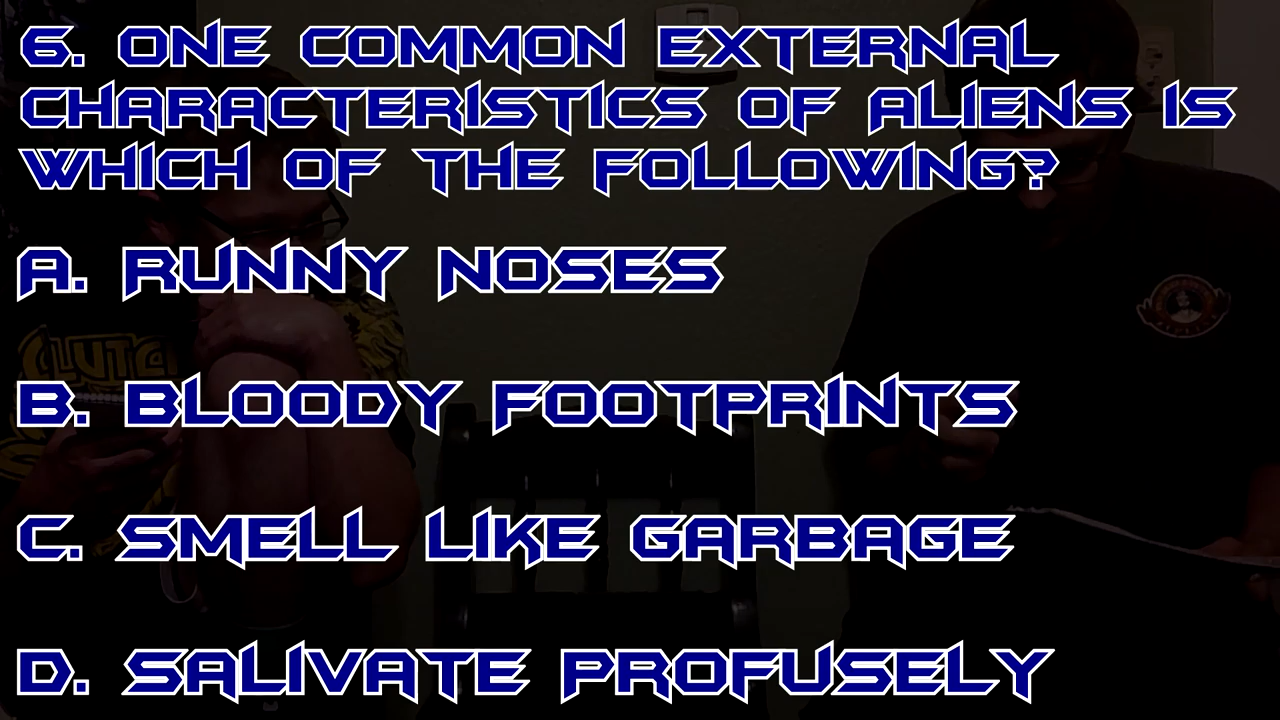 6. ONE COMMON EXTERNAL
CHARACTERISTICS OF ALIENS IS
WHICH OF THE FOLLOWING?
A. RUNNY NOSES
B. BLOODY FOOTPRINTS
CLUTCH
C. SMELL LIKE GARBAGE
D. SALIVATE PROFUSELY